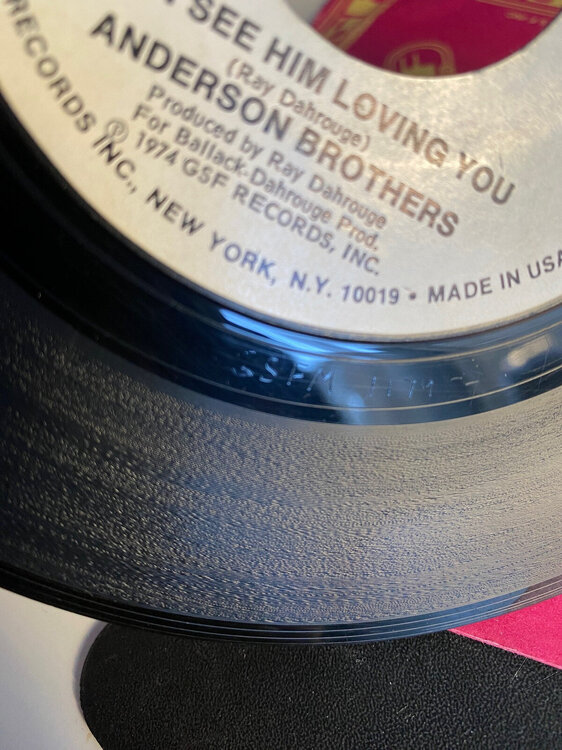 SEE HIM LOVING YOU
(Ray Dahrouge)
ANDERSON BROTHERS
Produced by Ray Dahrouge
For Ballack-Dahrouge Prod.
℗ 1974 GSF RECORDS, INC.
RECORDS INC., NEW YORK, N.Y. 10019 • MADE IN USA